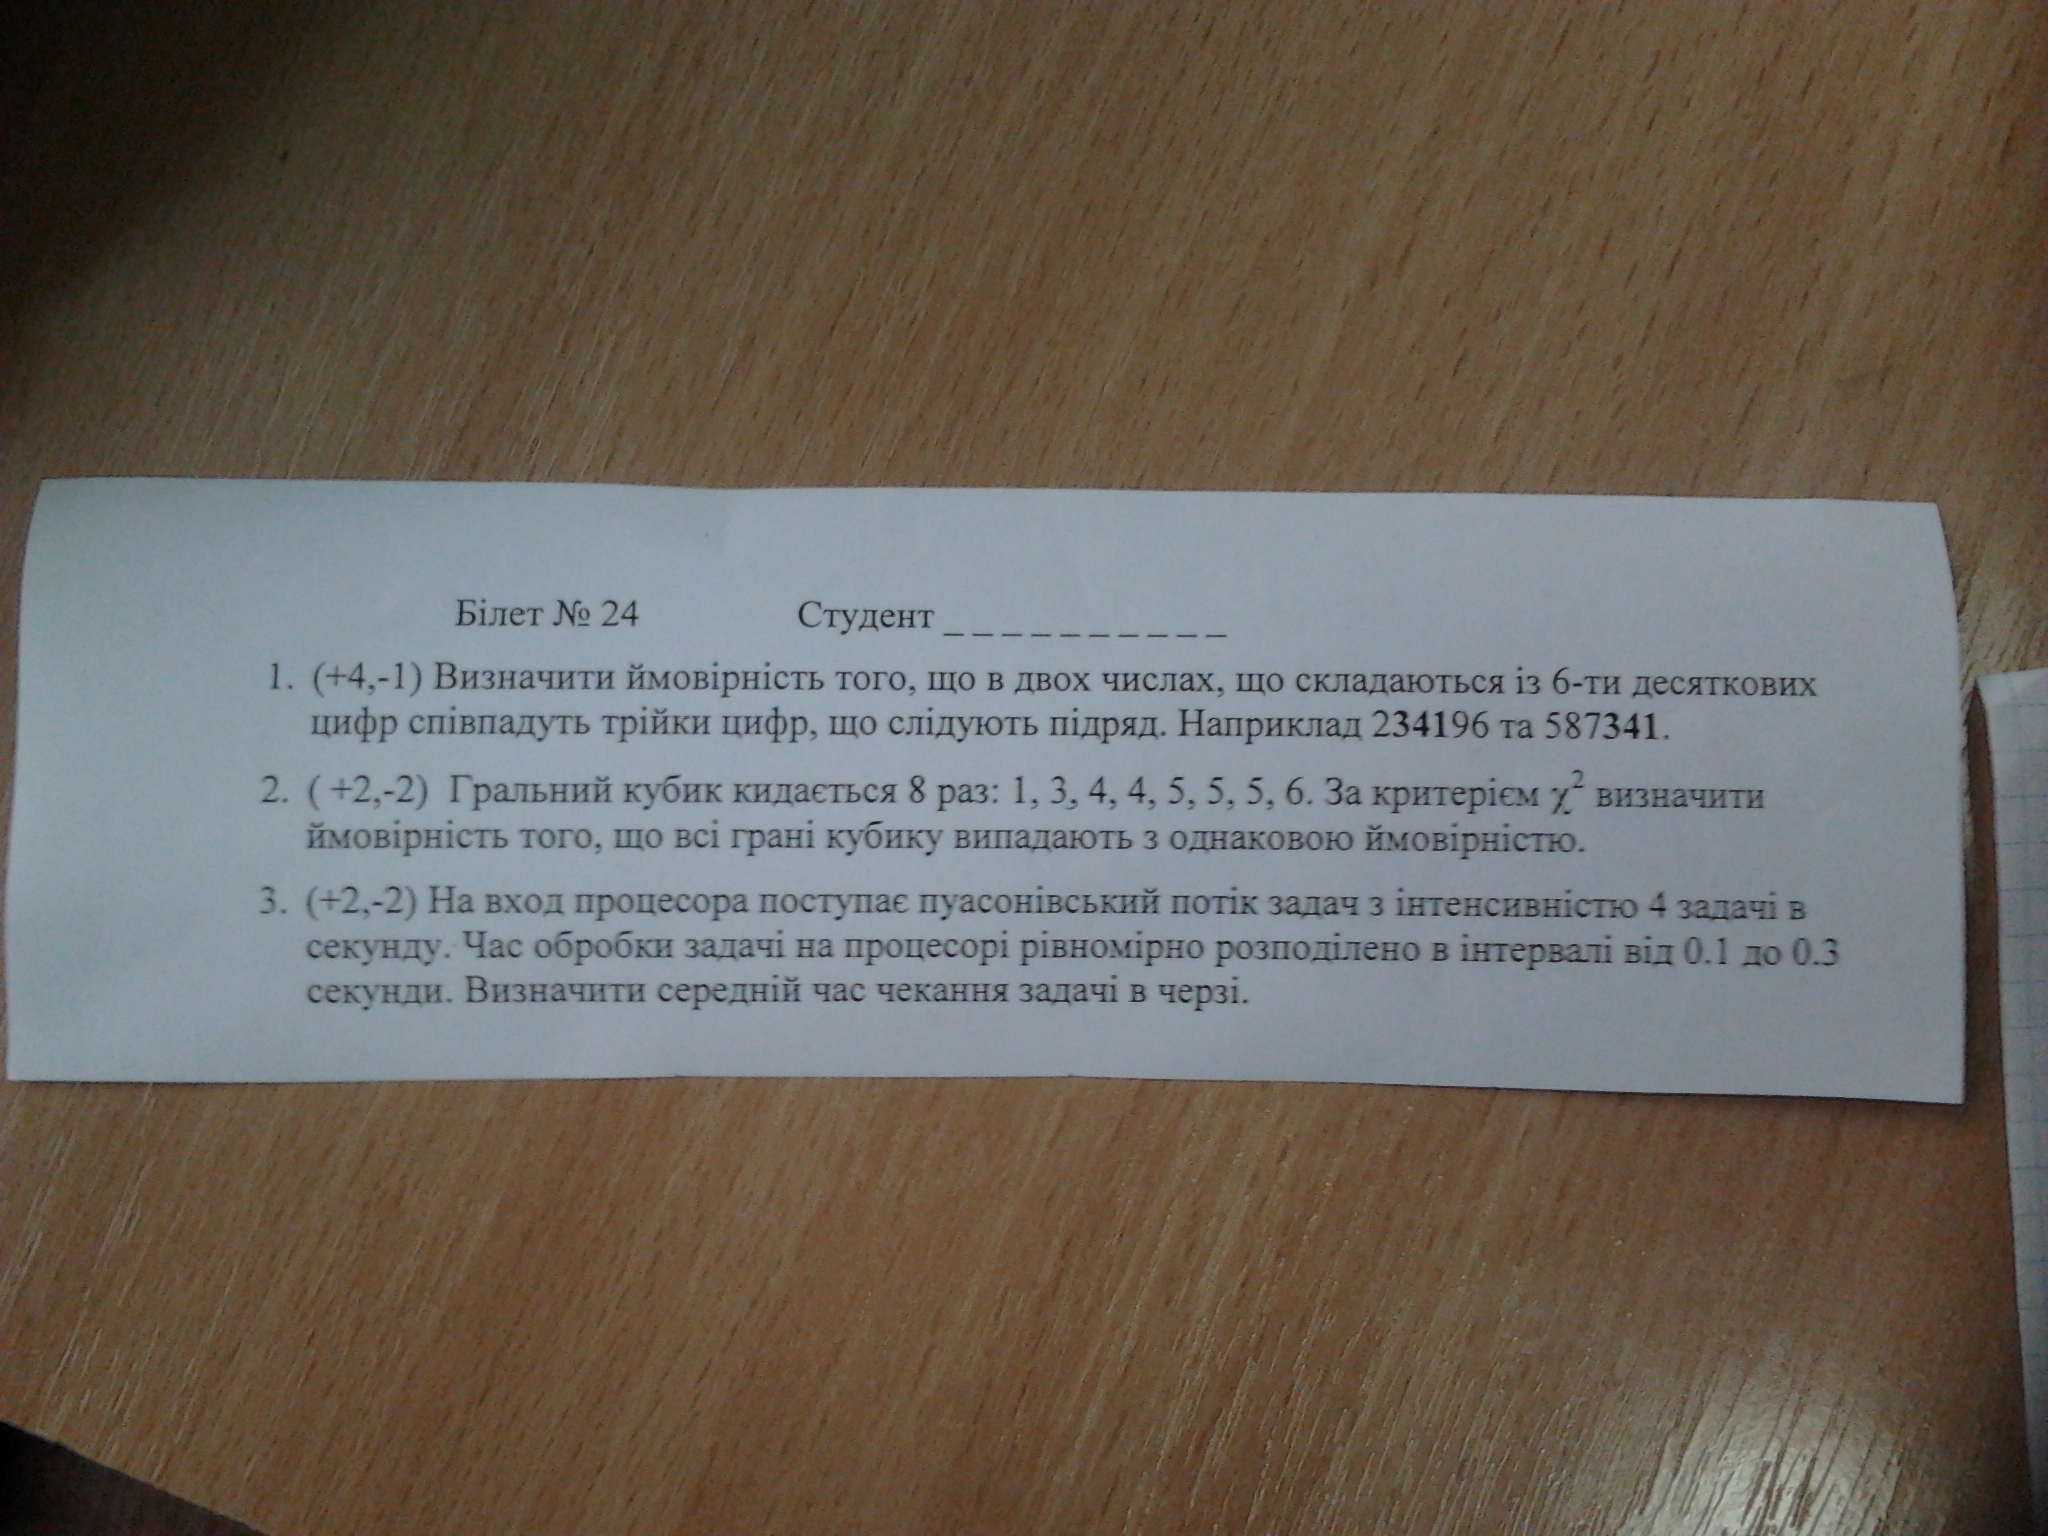 Білет № 24 Студент _ _ _ _ _ _ _ _ _ _
1. (+4,-1) Визначити ймовірність того, що в двох числах, що складаються із 6-ти десяткових
цифр співпадуть трійки цифр, що слідують підряд. Наприклад 234196 та 587341.
2. ( +2,-2) Гральний кубик кидається 8 раз: 1, 3, 4, 4, 5, 5, 5, 6. За критерієм χ² визначити
ймовірність того, що всі грані кубику випадають з однаковою ймовірністю.
3. (+2,-2) На вход процесора поступає пуасонівський потік задач з інтенсивністю 4 задачі в
секунду. Час обробки задачі на процесорі рівномірно розподілено в інтервалі від 0.1 до 0.3
секунди. Визначити середній час чекання задачі в черзі.